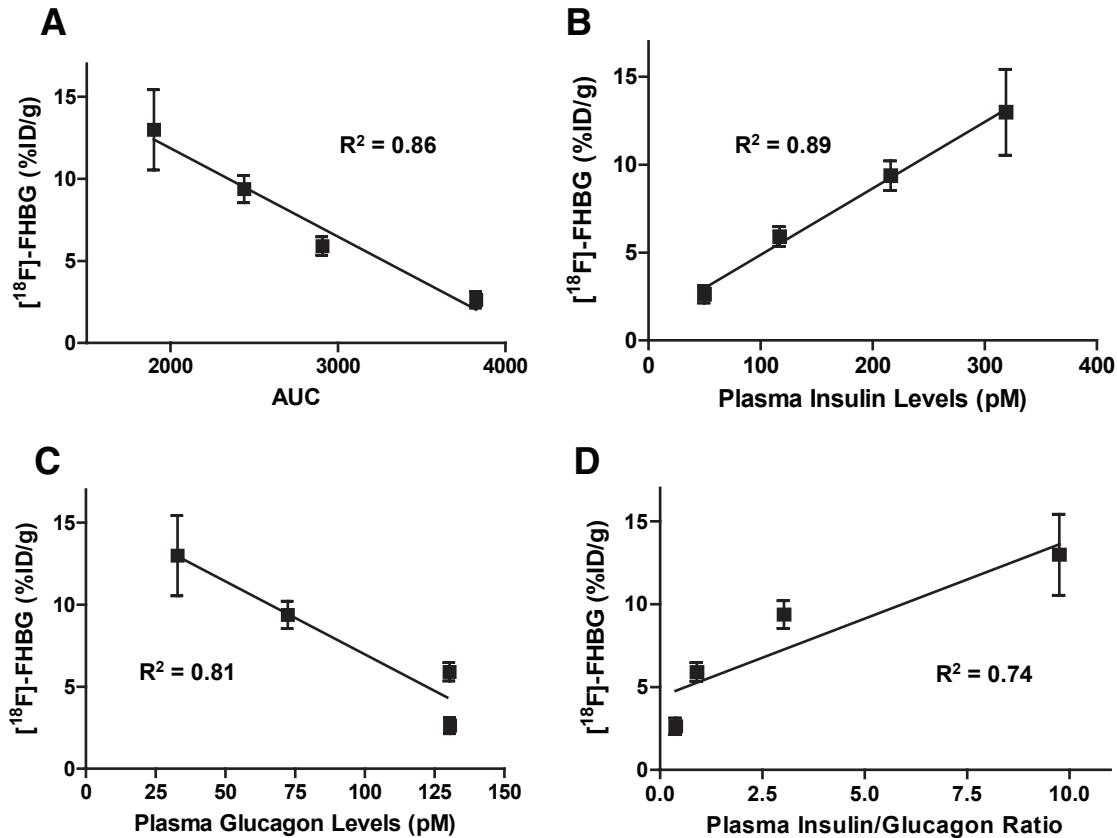 A
[¹⁸F]-FHBG (%ID/g)
15
10
5
0
R² = 0.86
2000 3000 4000
AUC
B
[¹⁸F]-FHBG (%ID/g)
15
10
5
0
R² = 0.89
0 100 200 300 400
Plasma Insulin Levels (pM)
C
[¹⁸F]-FHBG (%ID/g)
15
10
5
0
R² = 0.81
0 25 50 75 100 125 150
Plasma Glucagon Levels (pM)
D
[¹⁸F]-FHBG (%ID/g)
15
10
5
0
R² = 0.74
0.0 2.5 5.0 7.5 10.0
Plasma Insulin/Glucagon Ratio